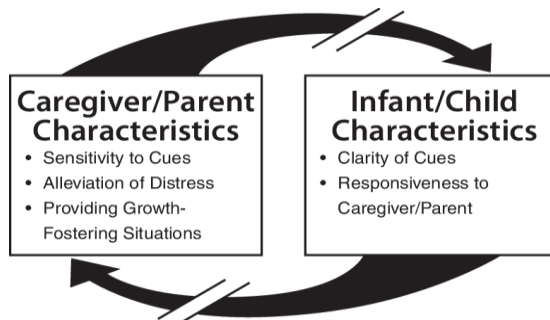 Caregiver/Parent
Characteristics
• Sensitivity to Cues
• Alleviation of Distress
• Providing Growth-
Fostering Situations
Infant/Child
Characteristics
• Clarity of Cues
• Responsiveness to
Caregiver/Parent